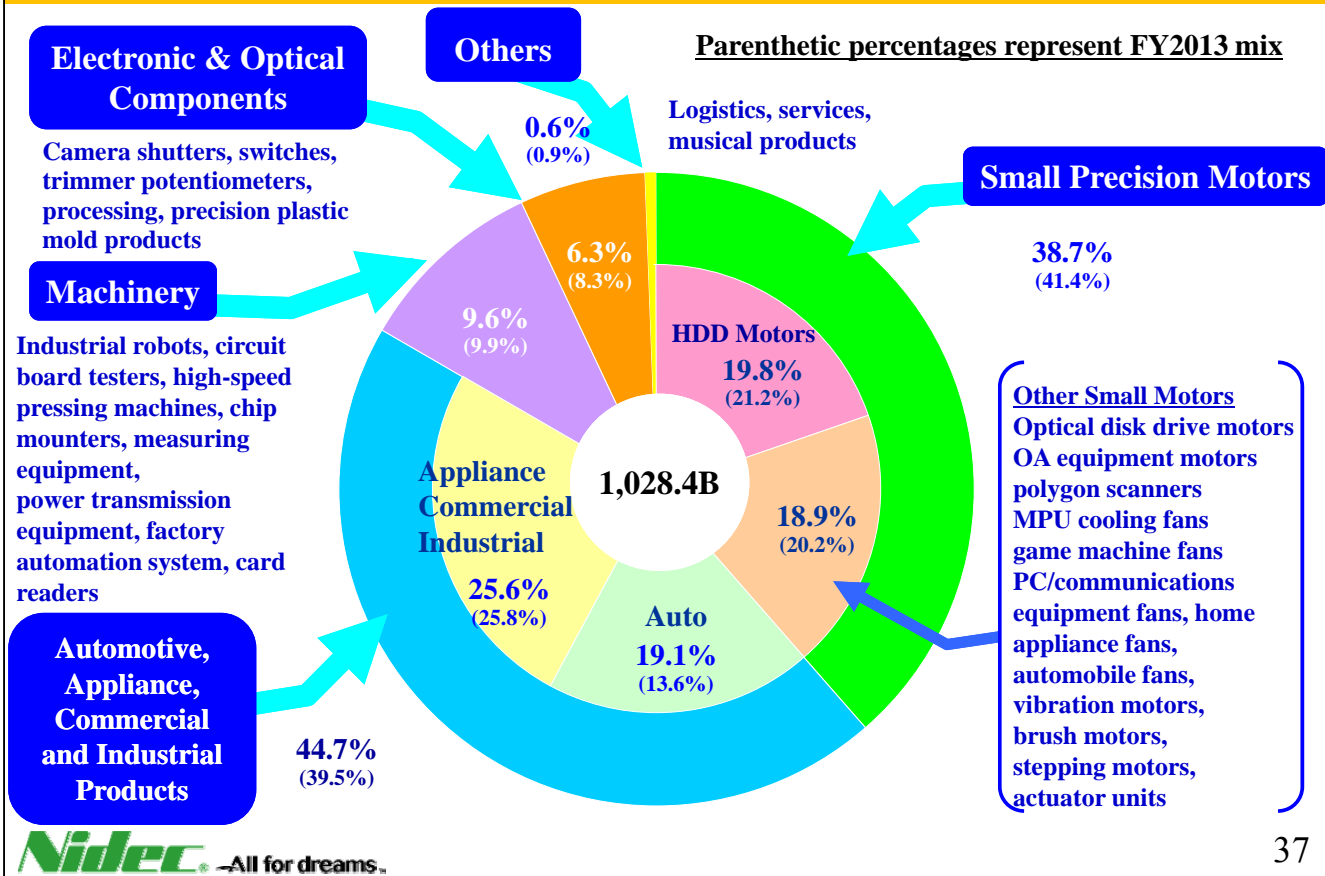 Parenthetic percentages represent FY2013 mix
Electronic & Optical
Components
Camera shutters, switches,
trimmer potentiometers,
processing, precision plastic
mold products
Others
0.6%
(0.9%)
Logistics, services,
musical products
Small Precision Motors
38.7%
(41.4%)
Machinery
Industrial robots, circuit
board testers, high-speed
pressing machines, chip
mounters, measuring
equipment,
power transmission
equipment, factory
automation system, card
readers
6.3%
(8.3%)
9.6%
(9.9%)
HDD Motors
19.8%
(21.2%)
1,028.4B
Appliance
Commercial
Industrial
25.6%
(25.8%)
18.9%
(20.2%)
Auto
19.1%
(13.6%)
Other Small Motors
Optical disk drive motors
OA equipment motors
polygon scanners
MPU cooling fans
game machine fans
PC/communications
equipment fans, home
appliance fans,
automobile fans,
vibration motors,
brush motors,
stepping motors,
actuator units
Automotive,
Appliance,
Commercial
and Industrial
Products
44.7%
(39.5%)
Nidec® -All for dreams™
37